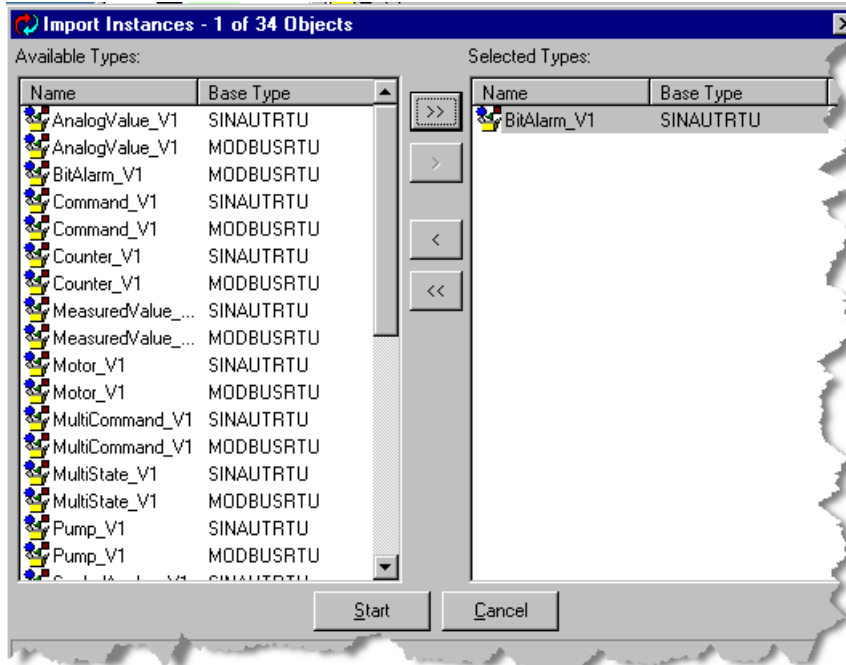 Import Instances - 1 of 34 Objects
Available Types:
Selected Types:
Name Base Type
AnalogValue_V1 SINAUTRTU
AnalogValue_V1 MODBUSRTU
BitAlarm_V1 MODBUSRTU
Command_V1 SINAUTRTU
Command_V1 MODBUSRTU
Counter_V1 SINAUTRTU
Counter_V1 MODBUSRTU
MeasuredValue_... SINAUTRTU
MeasuredValue_... MODBUSRTU
Motor_V1 SINAUTRTU
Motor_V1 MODBUSRTU
MultiCommand_V1 SINAUTRTU
MultiCommand_V1 MODBUSRTU
MultiState_V1 SINAUTRTU
MultiState_V1 MODBUSRTU
Pump_V1 SINAUTRTU
Pump_V1 MODBUSRTU
>>
>
<
<<
Name Base Type
BitAlarm_V1 SINAUTRTU
Start
Cancel